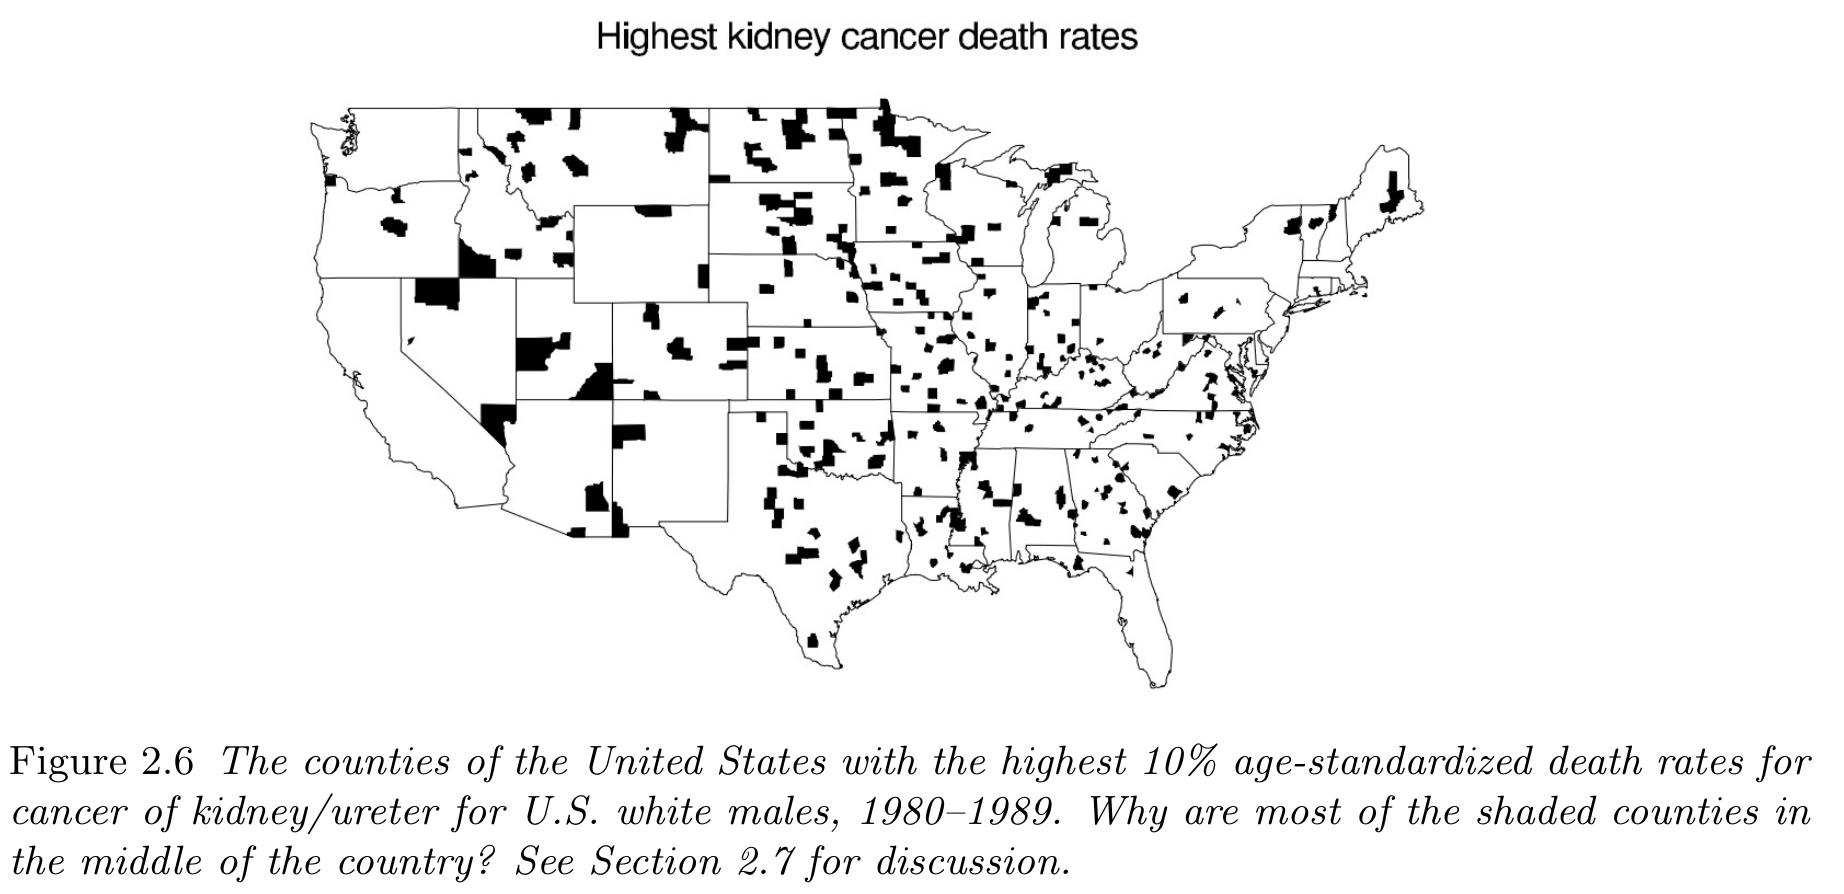 Highest kidney cancer death rates
Figure 2.6 The counties of the United States with the highest 10% age-standardized death rates for
cancer of kidney/ureter for U.S. white males, 1980–1989. Why are most of the shaded counties in
the middle of the country? See Section 2.7 for discussion.